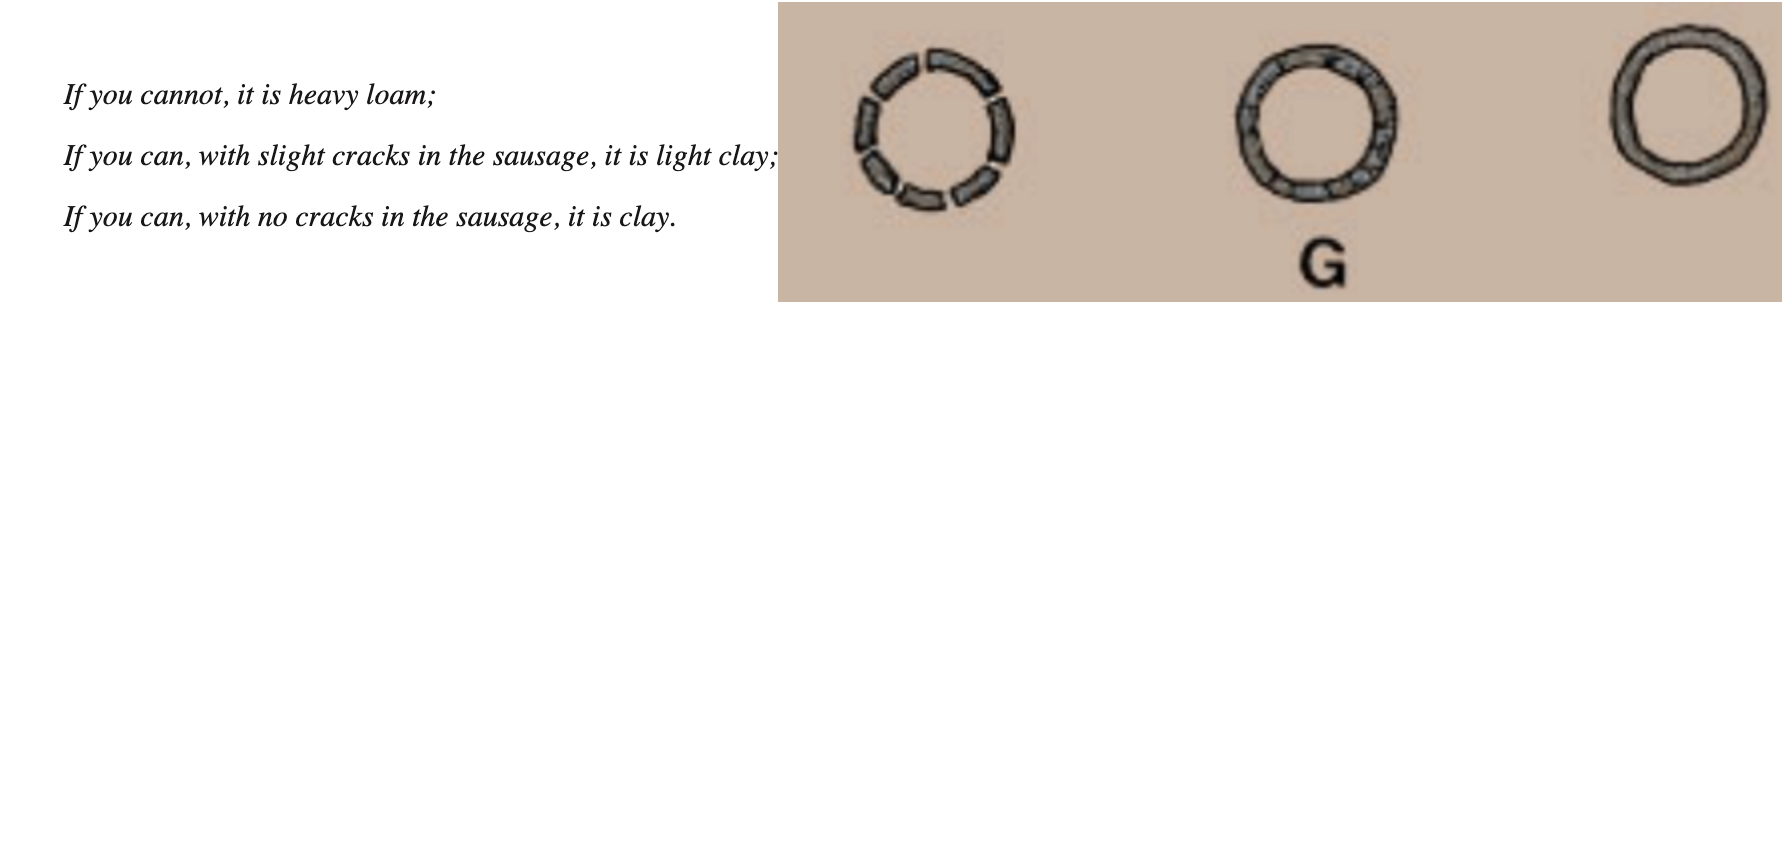 If you cannot, it is heavy loam;
If you can, with slight cracks in the sausage, it is light clay;
If you can, with no cracks in the sausage, it is clay.
G